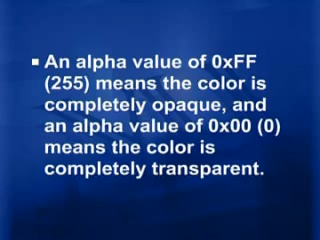 An alpha value of 0xFF
(255) means the color is
completely opaque, and
an alpha value of 0x00 (0)
means the color is
completely transparent.